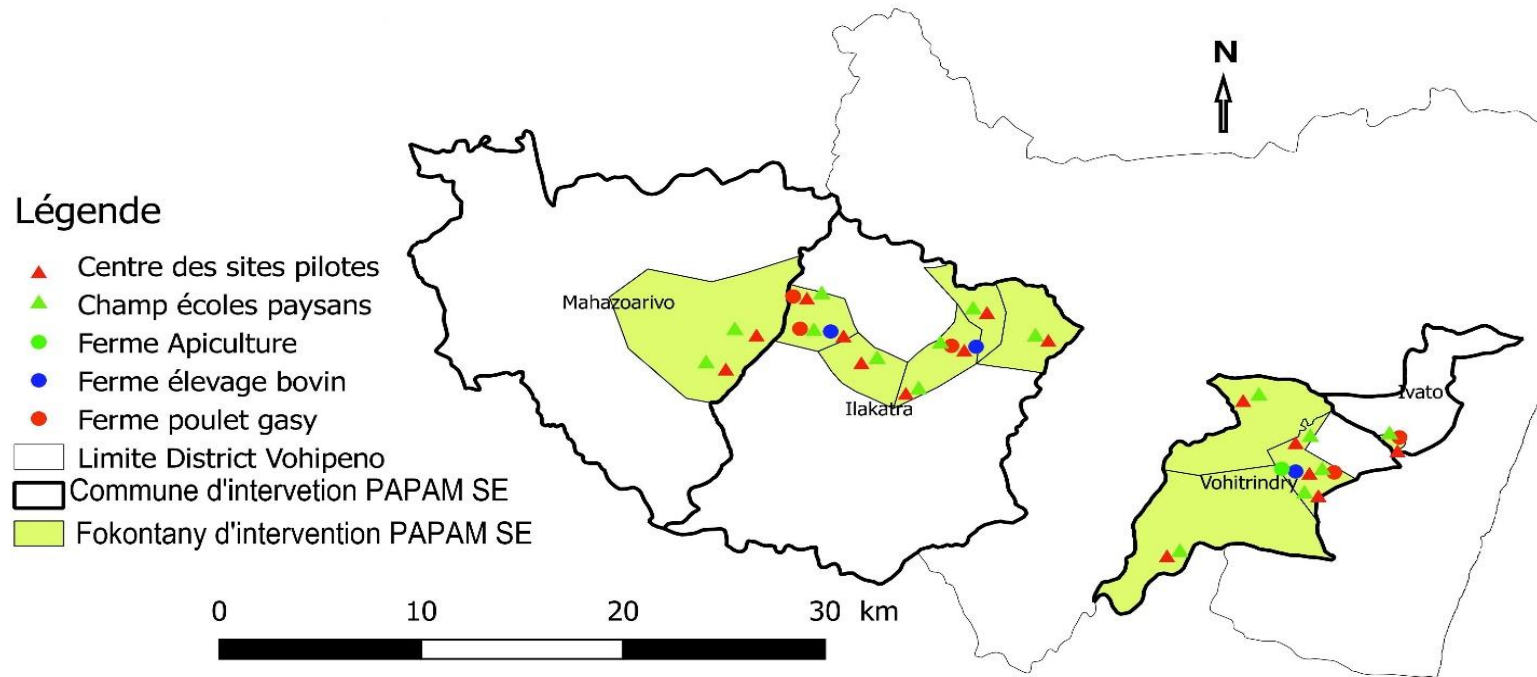 N
Légende
Centre des sites pilotes
Champ écoles paysans
Ferme Apiculture
Ferme élevage bovin
Ferme poulet gasy
Limite District Vohipeno
Commune d'intervetion PAPAM SE
Fokontany d'intervention PAPAM SE
Mahazoarivo
Ilakatra
Ivato
Vohitrindry
0 10 20 30 km